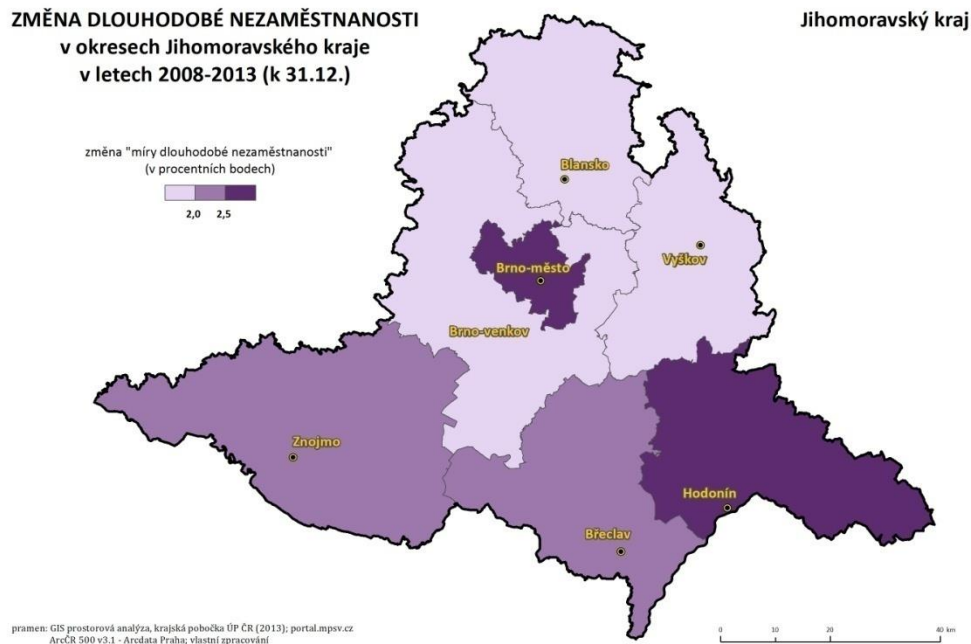 ZMĚNA DLOUHODOBÉ NEZAMĚSTNANOSTI
v okresech Jihomoravského kraje
v letech 2008-2013 (k 31.12.)
Jihomoravský kraj
změna "míry dlouhodobé nezaměstnanosti"
(v procentních bodech)
2,0 2,5
Blansko
Vyškov
Brno-město
Brno-venkov
Znojmo
Hodonín
Břeclav
pramen: GIS prostorová analýza, krajská pobočka ÚP ČR (2013); portal.mpsv.cz
ArcČR 500 v3.1 - Arcdata Praha; vlastní zpracování
0 10 20 40 km